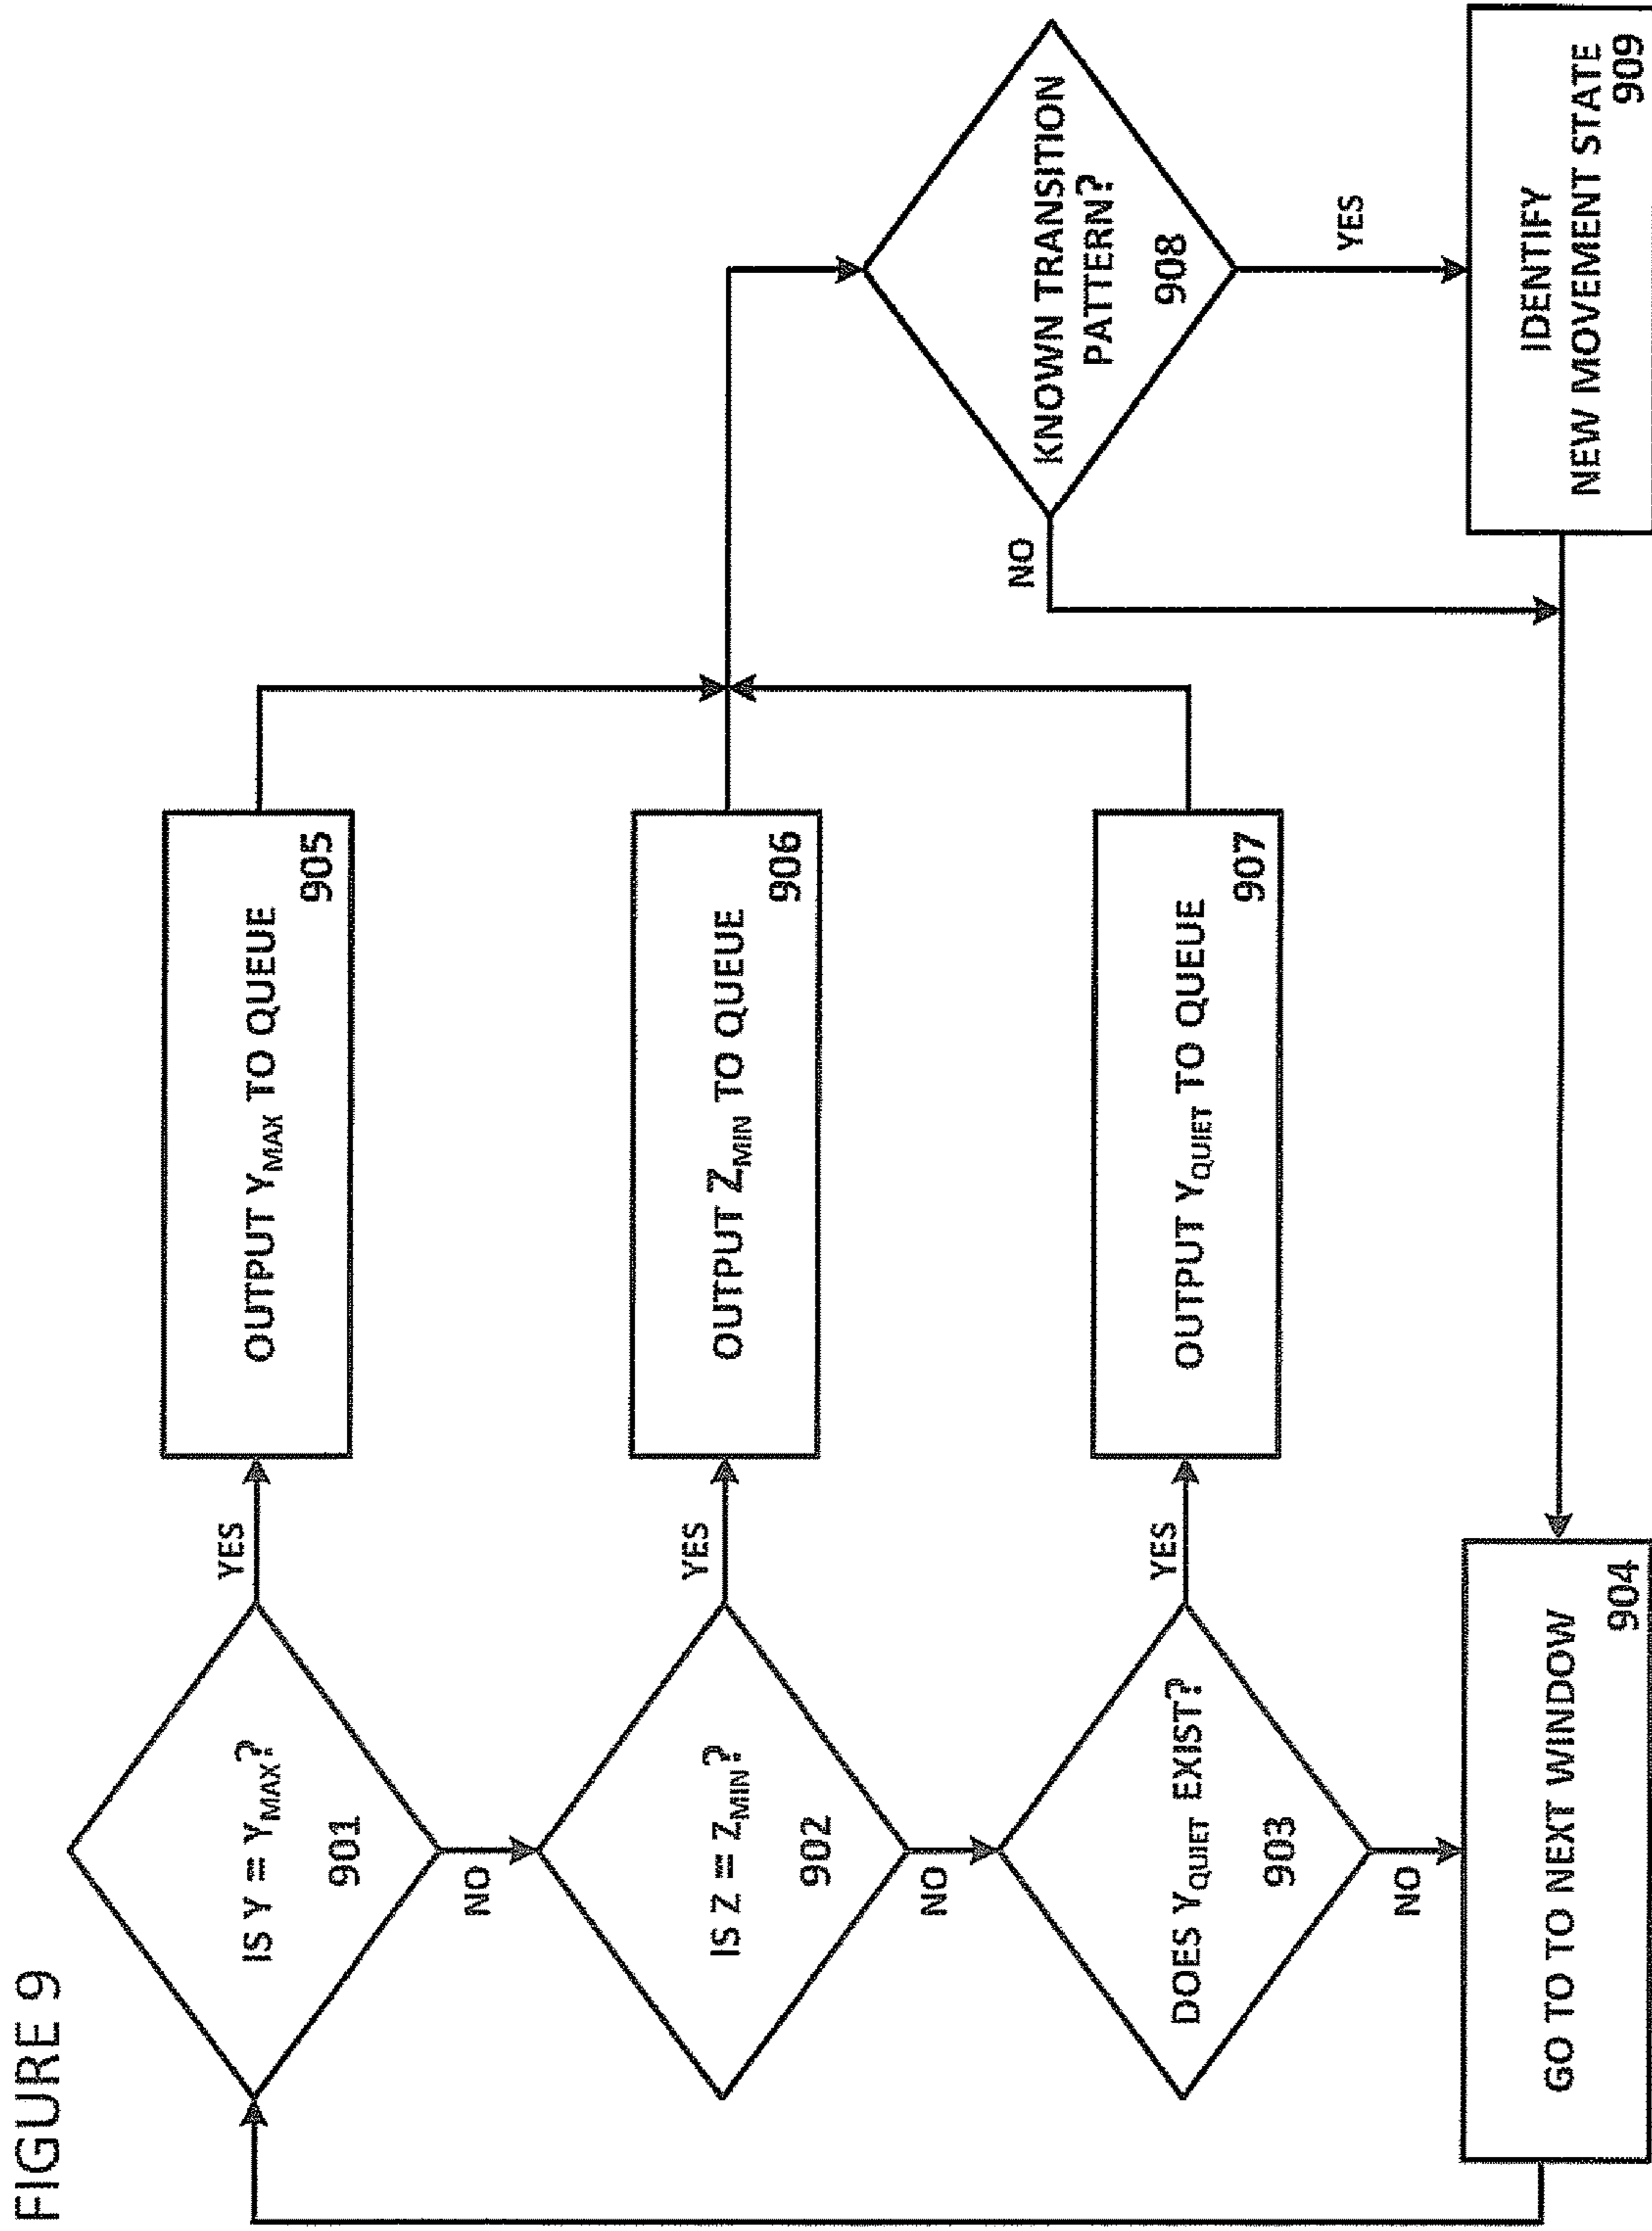 FIGURE 9
IS Y = YMAX?
901
YES
OUTPUT YMAX TO QUEUE
905
NO
IS Z = ZMIN?
902
YES
OUTPUT ZMIN TO QUEUE
906
NO
DOES YQUIET EXIST?
903
YES
OUTPUT YQUIET TO QUEUE
907
NO
GO TO TO NEXT WINDOW
904
KNOWN TRANSITION
PATTERN?
908
NO
YES
IDENTIFY
NEW MOVEMENT STATE
909